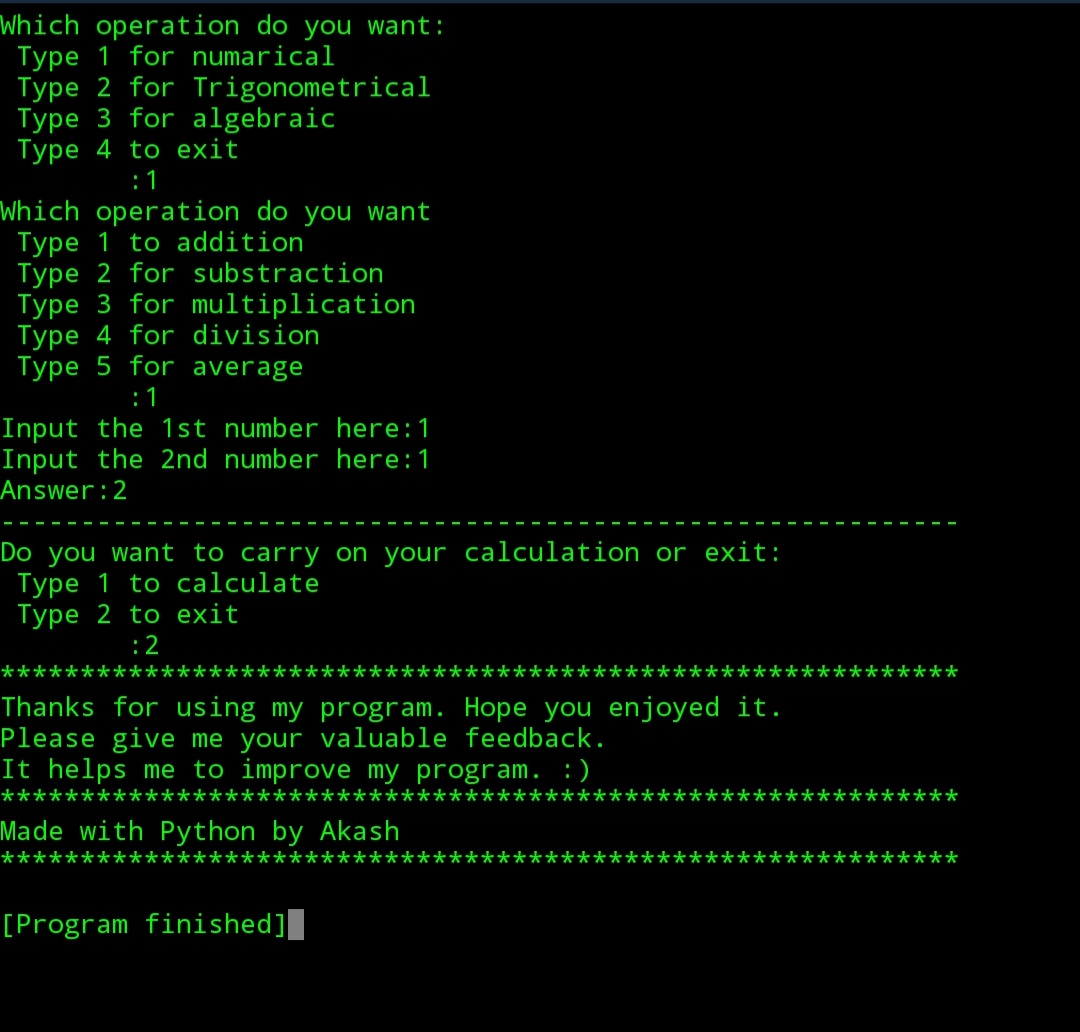 Which operation do you want:
 Type 1 for numarical
 Type 2 for Trigonometrical
 Type 3 for algebraic
 Type 4 to exit
        :1
Which operation do you want
 Type 1 to addition
 Type 2 for substraction
 Type 3 for multiplication
 Type 4 for division
 Type 5 for average
        :1
Input the 1st number here:1
Input the 2nd number here:1
Answer:2
------------------------------------------------------------
Do you want to carry on your calculation or exit:
 Type 1 to calculate
 Type 2 to exit
        :2
************************************************************
Thanks for using my program. Hope you enjoyed it.
Please give me your valuable feedback.
It helps me to improve my program. :)
************************************************************
Made with Python by Akash
************************************************************

[Program finished]